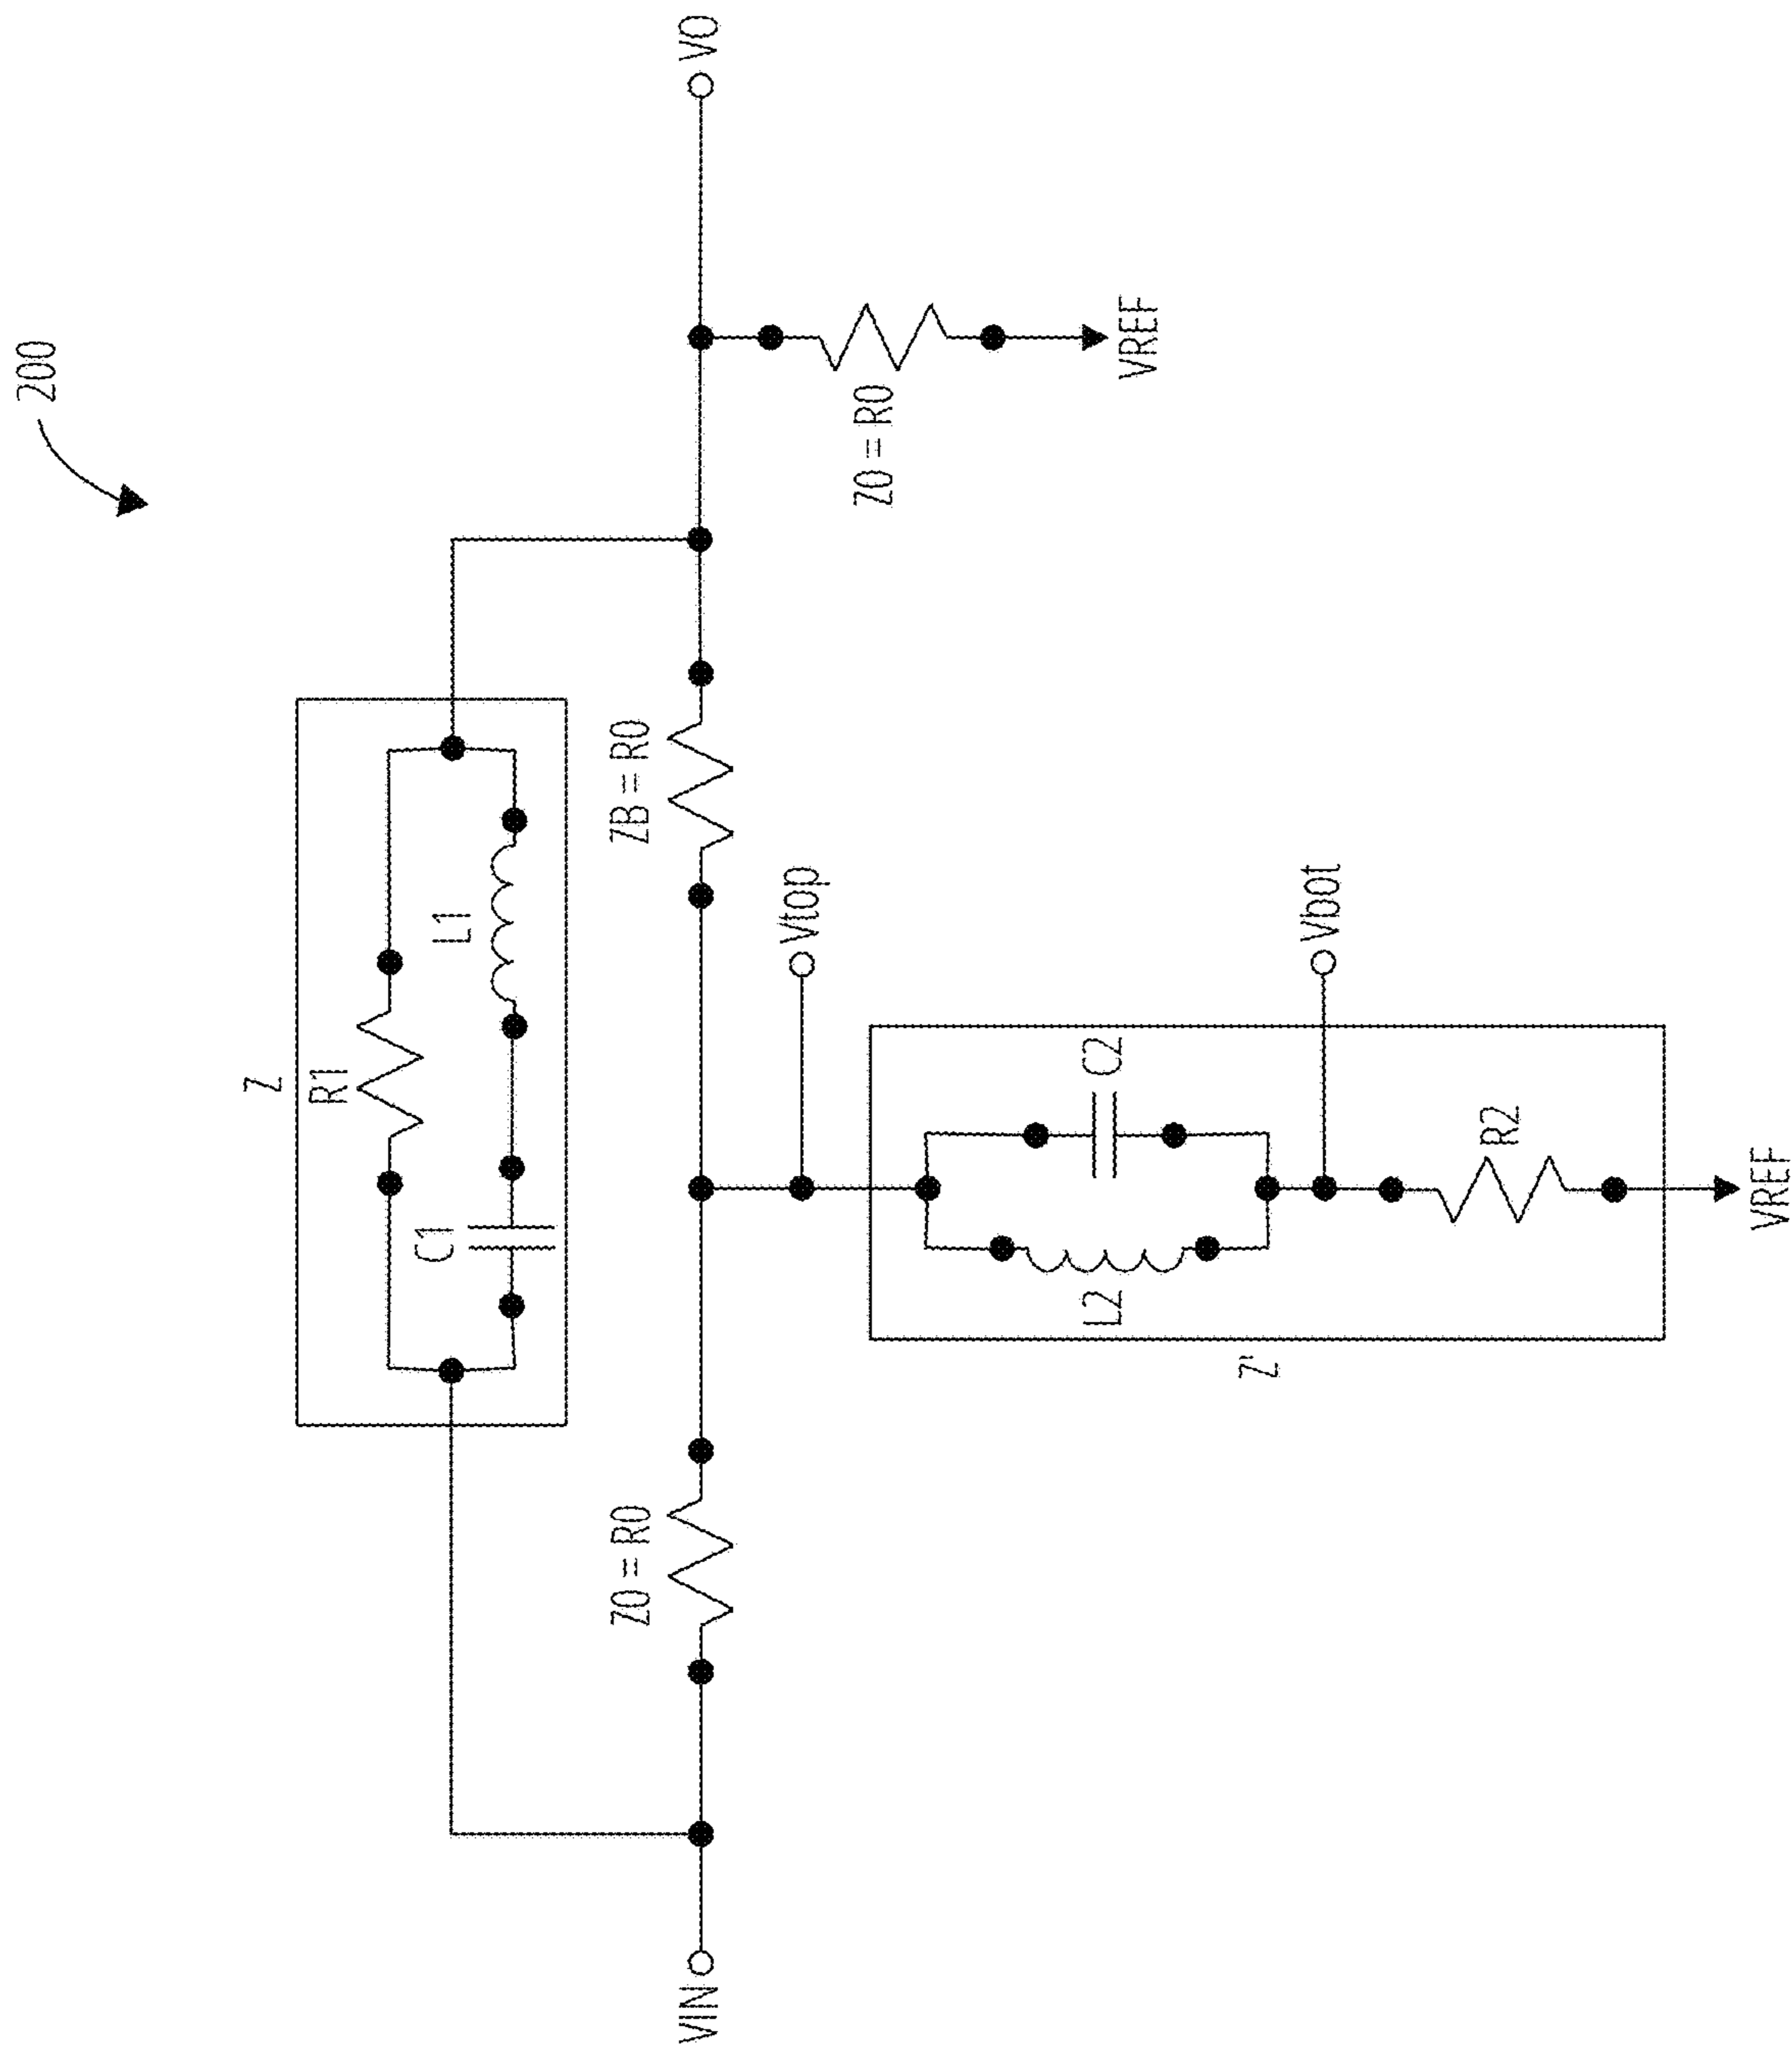 200
Z
R1
C1
L1
Z0 = R0
ZB = R0
VIN
VO
Vtop
Z0 = R0
VREF
L2
C2
Vbot
Z'
R2
VREF